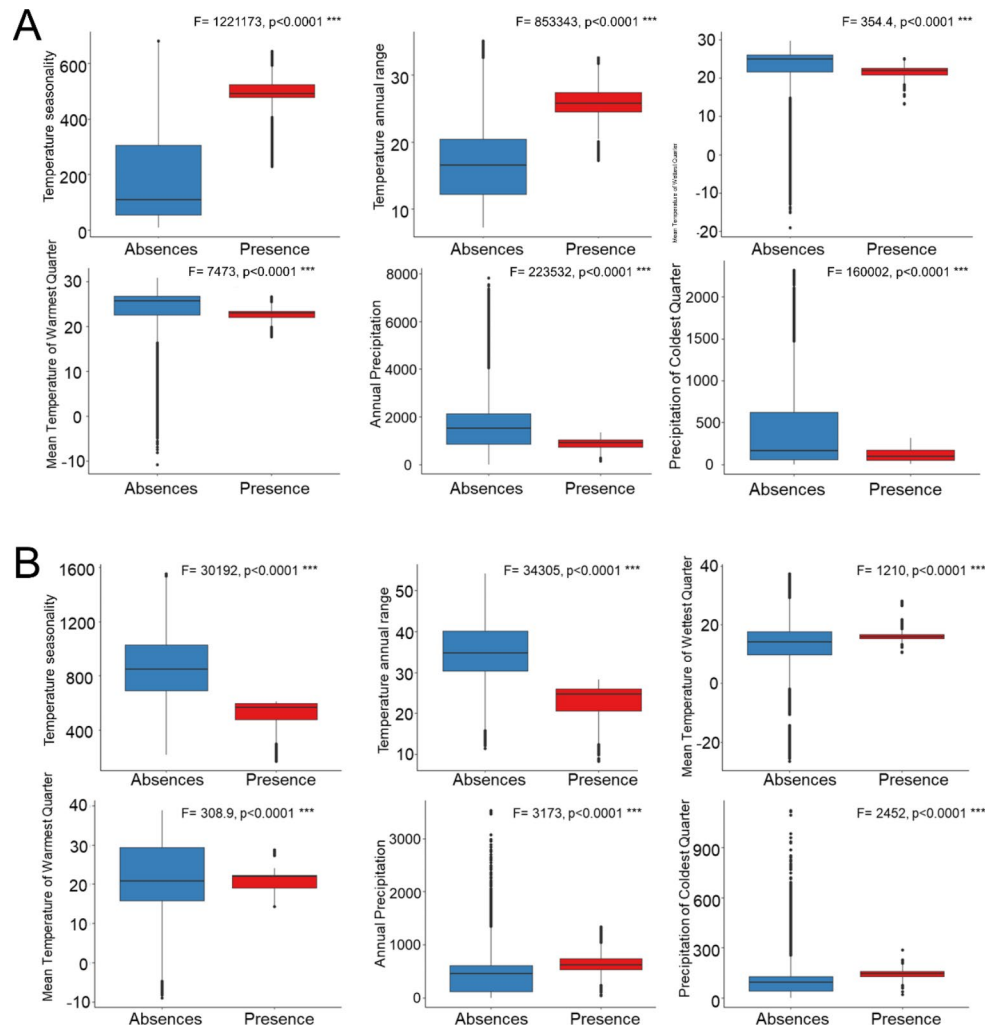 A
F= 1221173, p<0.0001 ***
Temperature seasonality
600
400
200
0
Absences Presence
F= 853343, p<0.0001 ***
Temperature annual range
30
20
10
Absences Presence
F= 354.4, p<0.0001 ***
Mean Temperature of Wettest Quarter
30
20
10
0
-10
-20
Absences Presence
F= 7473, p<0.0001 ***
Mean Temperature of Warmest Quarter
30
20
10
0
-10
Absences Presence
F= 223532, p<0.0001 ***
Annual Precipitation
8000
6000
4000
2000
0
Absences Presence
F= 160002, p<0.0001 ***
Precipitation of Coldest Quarter
2000
1500
1000
500
0
Absences Presence
B
F= 30192, p<0.0001 ***
Temperature seasonality
1600
1200
800
400
Absences Presence
F= 34305, p<0.0001 ***
Temperature annual range
50
40
30
20
10
Absences Presence
F= 1210, p<0.0001 ***
Mean Temperature of Wettest Quarter
40
20
0
-20
Absences Presence
F= 308.9, p<0.0001 ***
Mean Temperature of Warmest Quarter
40
30
20
10
0
-10
Absences Presence
F= 3173, p<0.0001 ***
Annual Precipitation
3000
2000
1000
0
Absences Presence
F= 2452, p<0.0001 ***
Precipitation of Coldest Quarter
900
600
300
0
Absences Presence